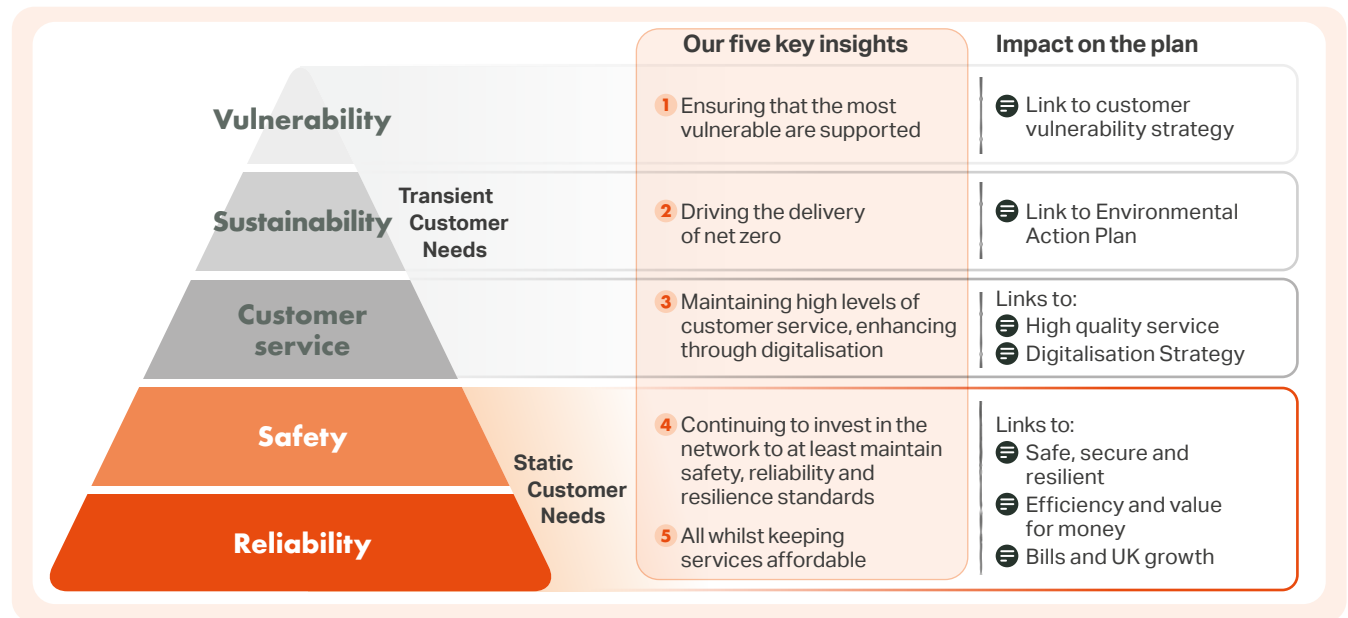 Our five key insights
Impact on the plan
Vulnerability
1 Ensuring that the most
vulnerable are supported
Link to customer
vulnerability strategy
Transient
Customer
Needs
Sustainability
2 Driving the delivery
of net zero
Link to Environmental
Action Plan
Customer
service
3 Maintaining high levels of
customer service, enhancing
through digitalisation
Links to:
High quality service
Digitalisation Strategy
Safety
Static
Customer
Needs
Reliability
4 Continuing to invest in the
network to at least maintain
safety, reliability and
resilience standards
5 All whilst keeping
services affordable
Links to:
Safe, secure and
resilient
Efficiency and value
for money
Bills and UK growth